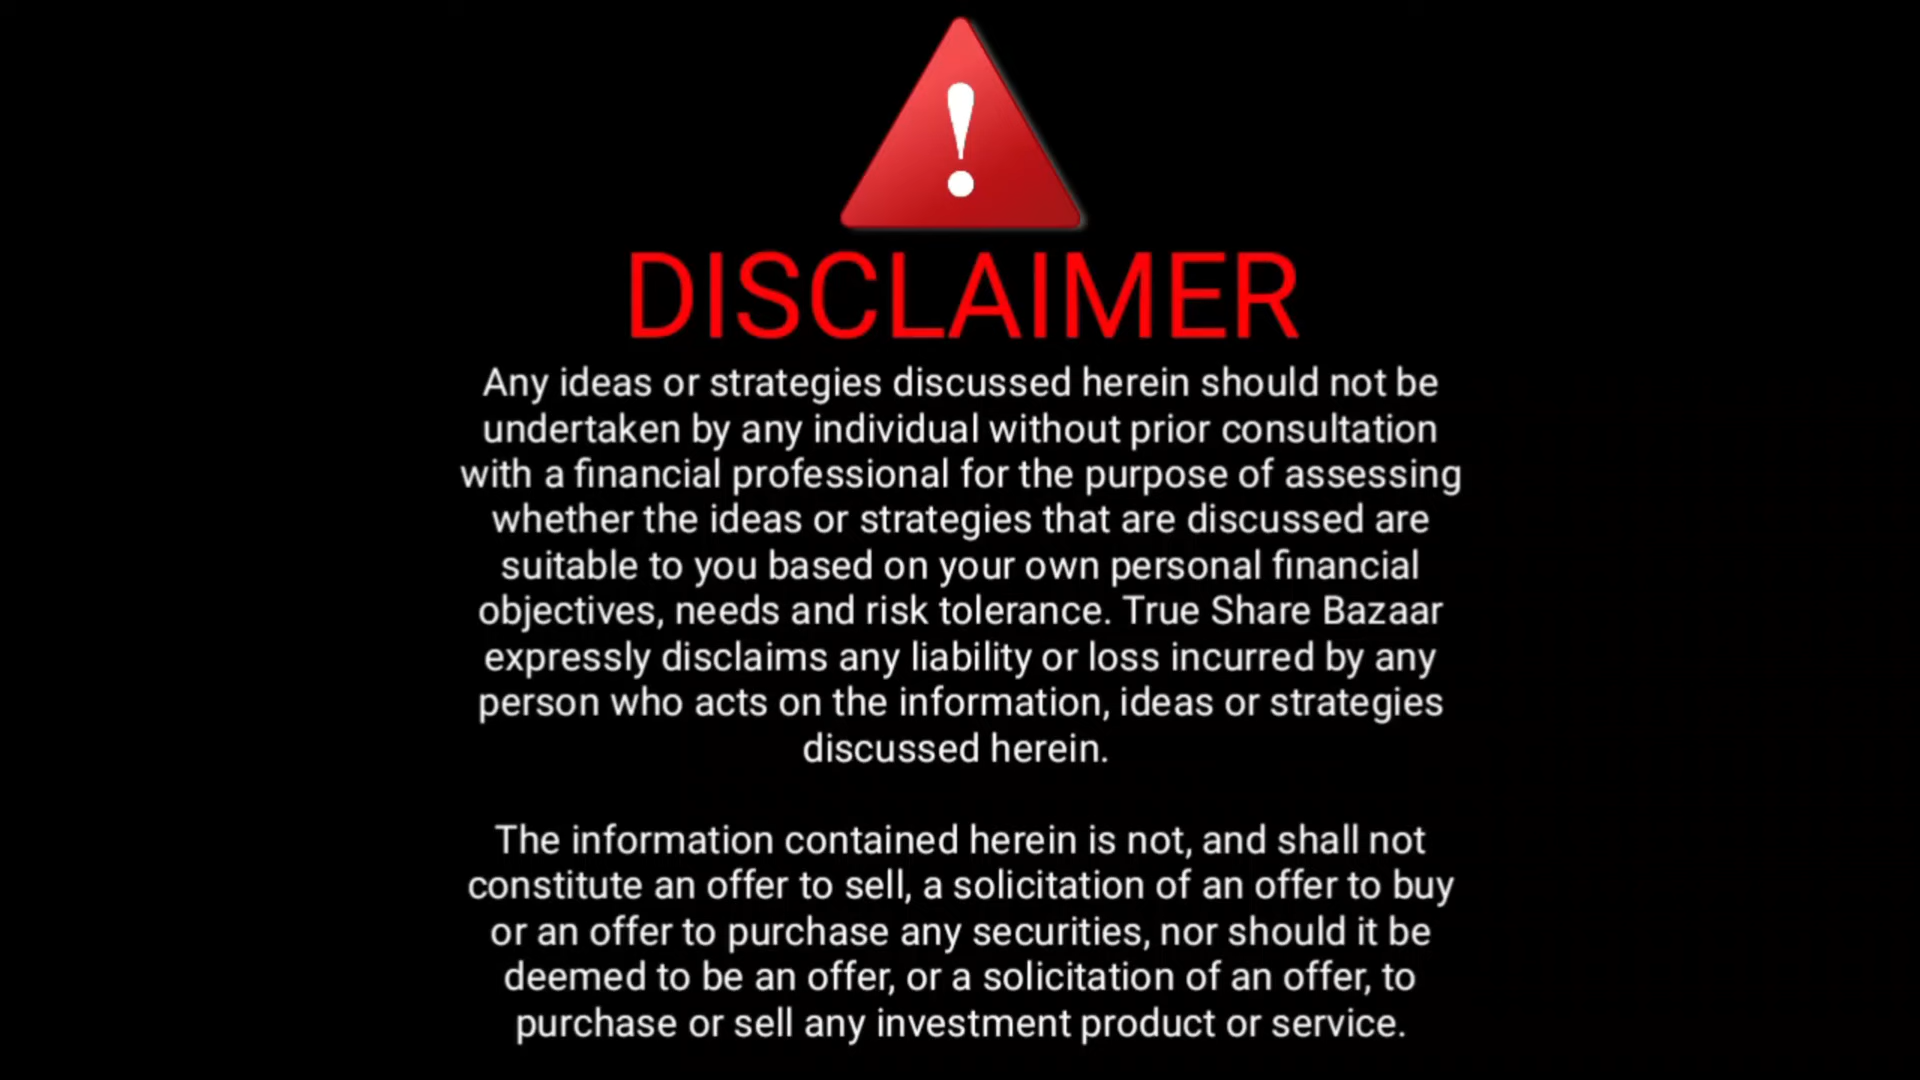 DISCLAIMER
Any ideas or strategies discussed herein should not be
undertaken by any individual without prior consultation
with a financial professional for the purpose of assessing
whether the ideas or strategies that are discussed are
suitable to you based on your own personal financial
objectives, needs and risk tolerance. True Share Bazaar
expressly disclaims any liability or loss incurred by any
person who acts on the information, ideas or strategies
discussed herein.
The information contained herein is not, and shall not
constitute an offer to sell, a solicitation of an offer to buy
or an offer to purchase any securities, nor should it be
deemed to be an offer, or a solicitation of an offer, to
purchase or sell any investment product or service.